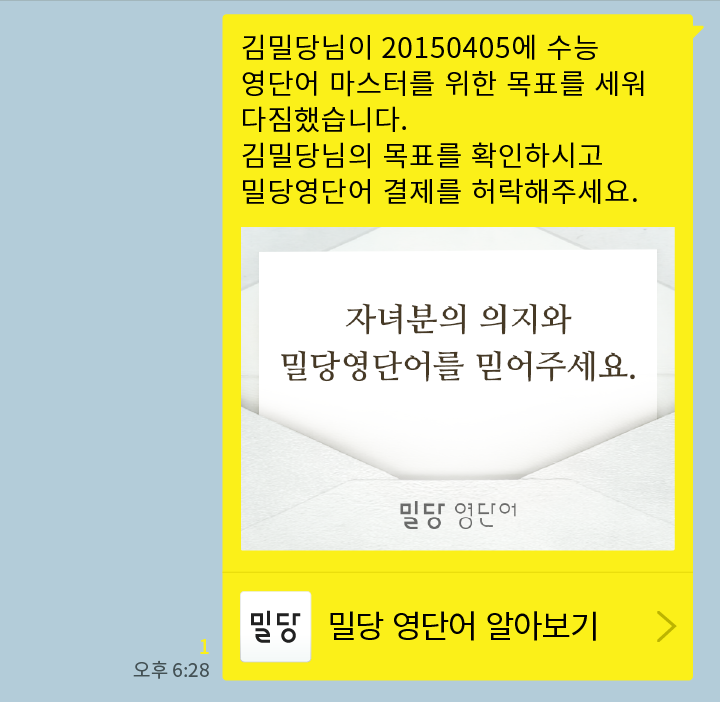 김밀당님이 20150405에 수능
영단어 마스터를 위한 목표를 세워
다짐했습니다.
김밀당님의 목표를 확인하시고
밀당영단어 결제를 허락해주세요.
자녀분의 의지와
밀당영단어를 믿어주세요.
밀당 영단어
밀당 밀당 영단어 알아보기
1
오후 6:28